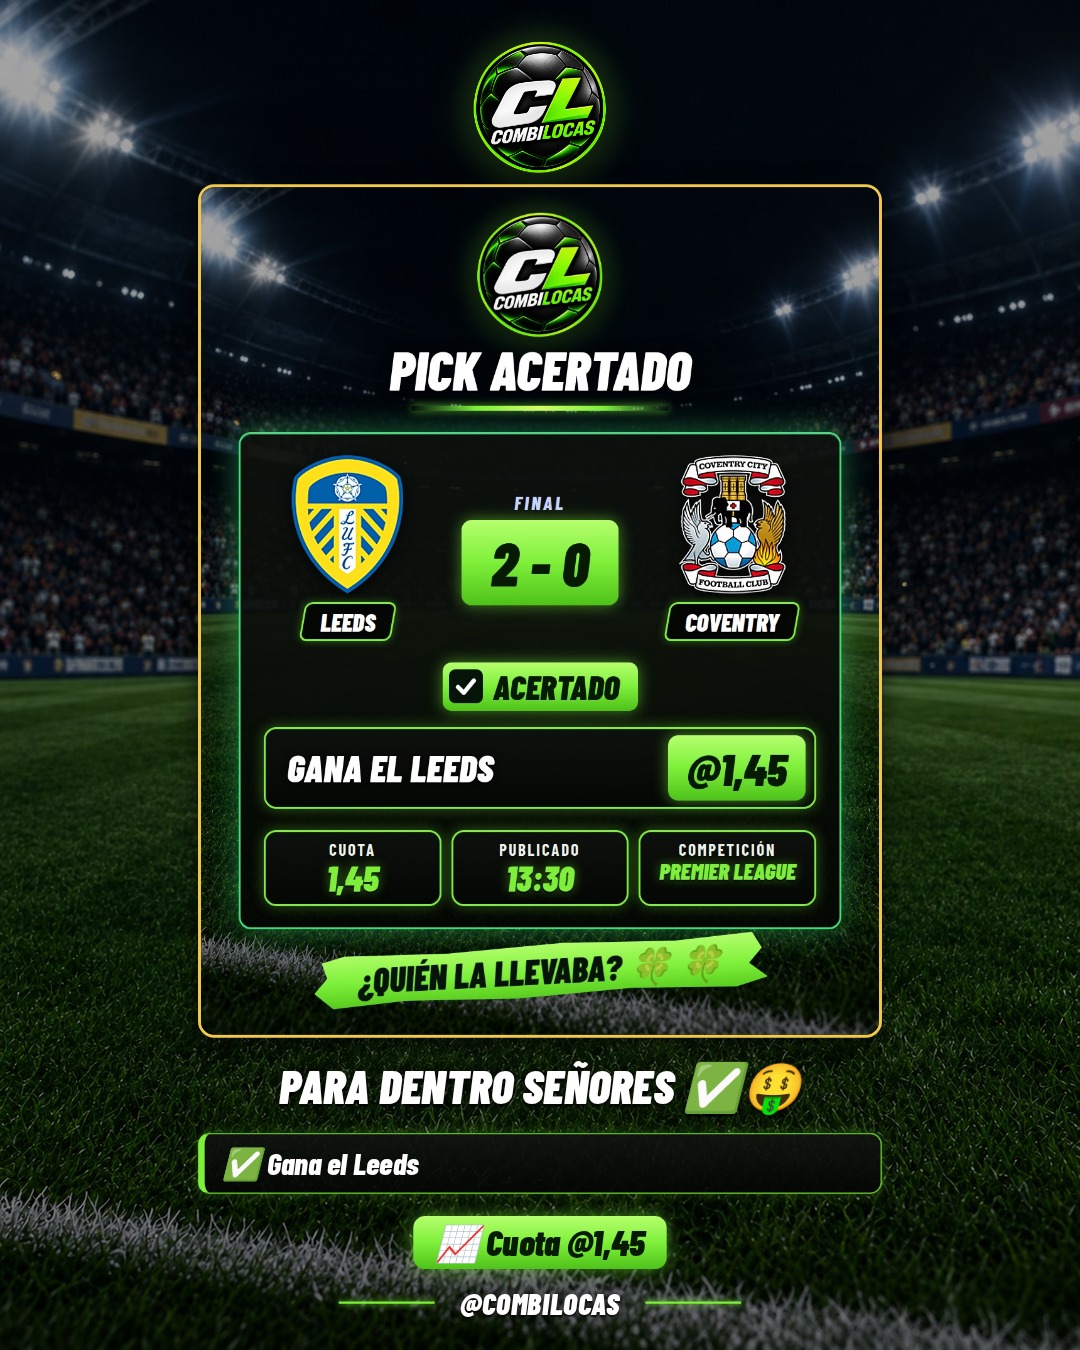 CL
COMBILOCAS
CL
COMBILOCAS
PICK ACERTADO
LUFC
COVENTRY CITY
FOOTBALL CLUB
FINAL
2 - 0
LEEDS
COVENTRY
ACERTADO
GANA EL LEEDS
@1,45
CUOTA
1,45
PUBLICADO
13:30
COMPETICIÓN
PREMIER LEAGUE
¿QUIÉN LA LLEVABA? 🍀 🍀
PARA DENTRO SEÑORES ✅🤑
✅ Gana el Leeds
📈 Cuota @1,45
@COMBILOCAS